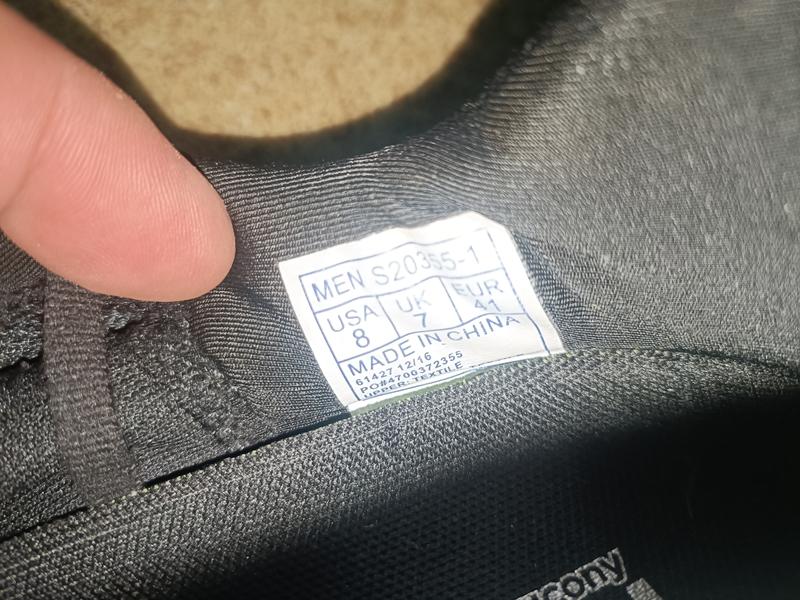 MEN S20355-1
USA UK EUR
8 7 41
MADE IN CHINA
61427 12/16
PO#4700372355
UPPER: TEXTILE